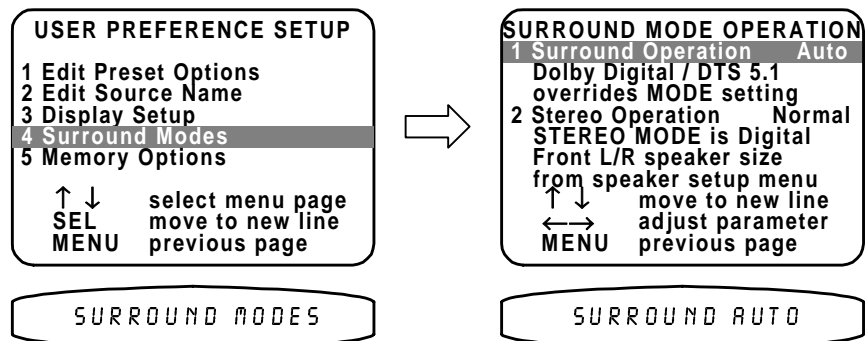 USER PREFERENCE SETUP
1 Edit Preset Options
2 Edit Source Name
3 Display Setup
4 Surround Modes
5 Memory Options
↑ ↓ select menu page
SEL move to new line
MENU previous page
SURROUND MODES
SURROUND MODE OPERATION
1 Surround Operation Auto
Dolby Digital / DTS 5.1
overrides MODE setting
2 Stereo Operation Normal
STEREO MODE is Digital
Front L/R speaker size
from speaker setup menu
↑ ↓ move to new line
←→ adjust parameter
MENU previous page
SURROUND AUTO